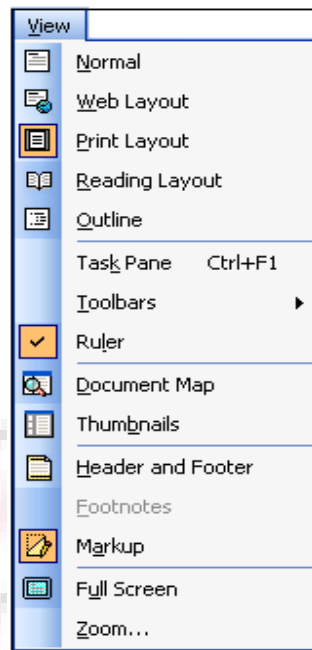 View
Normal
Web Layout
Print Layout
Reading Layout
Outline
Task Pane Ctrl+F1
Toolbars
Ruler
Document Map
Thumbnails
Header and Footer
Footnotes
Markup
Full Screen
Zoom...